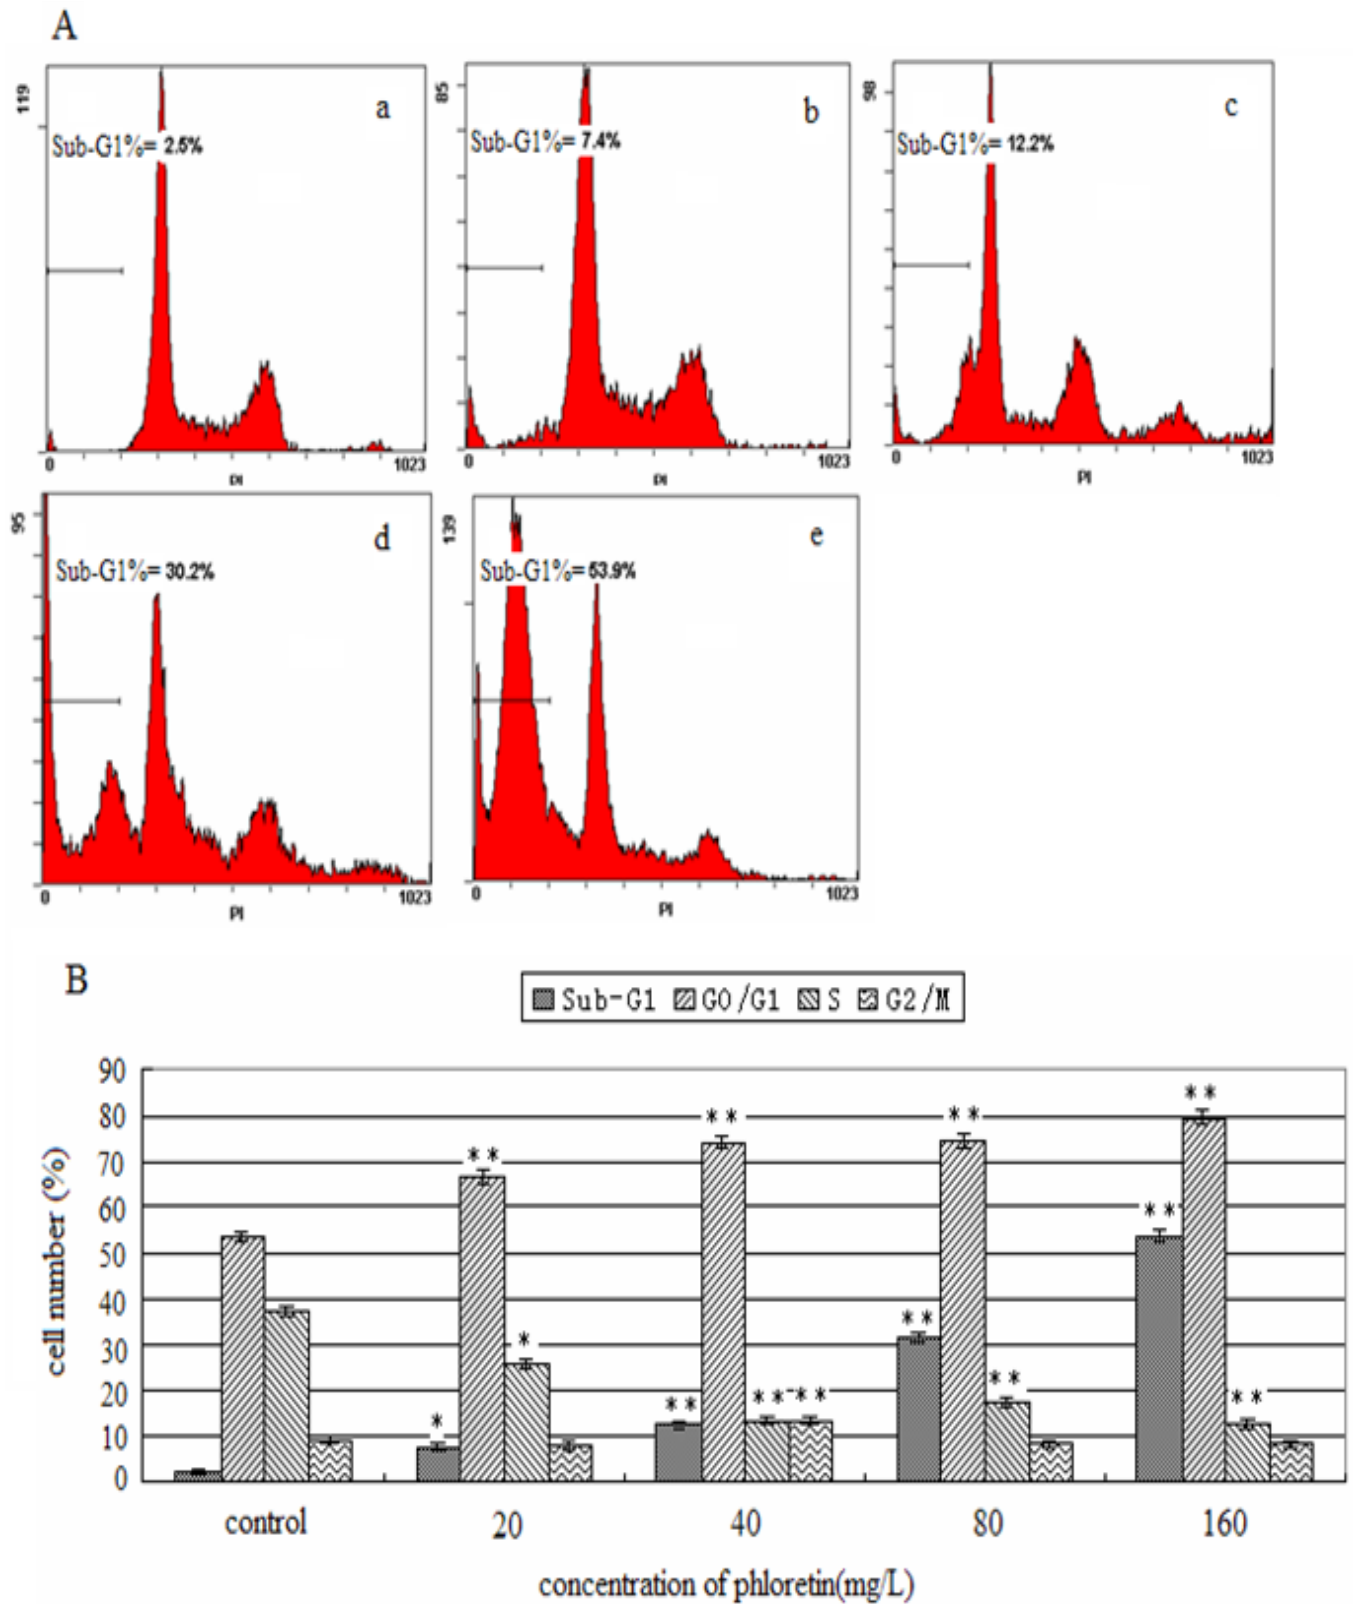 A
119
a
Sub-G1%= 2.5%
0
1023
PI
85
b
Sub-G1%= 7.4%
0
1023
PI
98
c
Sub-G1%= 12.2%
0
1023
PI
95
d
Sub-G1%= 30.2%
0
1023
PI
139
e
Sub-G1%= 53.9%
0
1023
PI
B
Sub-G1 G0/G1 S G2/M
cell number (%)
90
80
70
60
50
40
30
20
10
0
**
**
**
**
*
*
**
**
**
**
**
**
**
control 20 40 80 160
concentration of phloretin(mg/L)